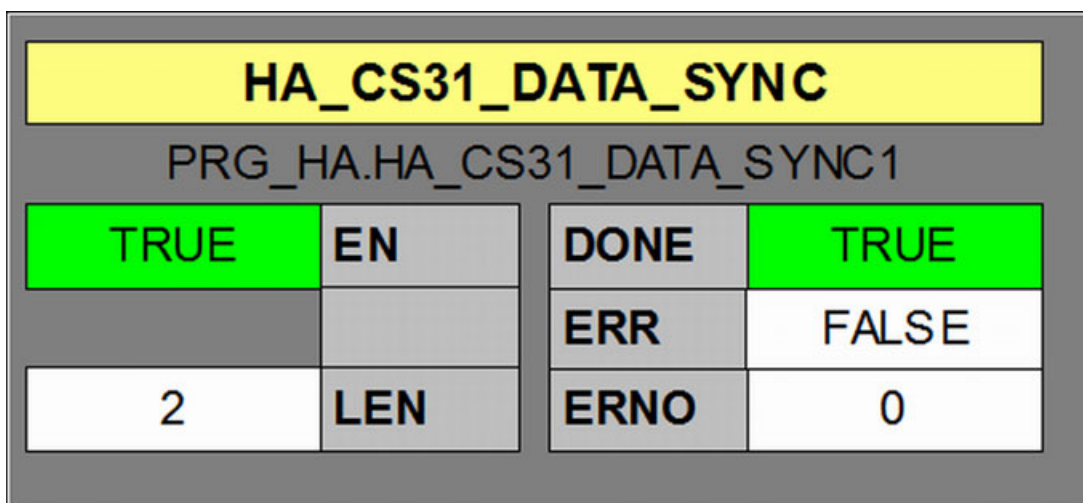 HA_CS31_DATA_SYNC
PRG_HA.HA_CS31_DATA_SYNC1
TRUE EN DONE TRUE
ERR FALSE
2 LEN ERNO 0